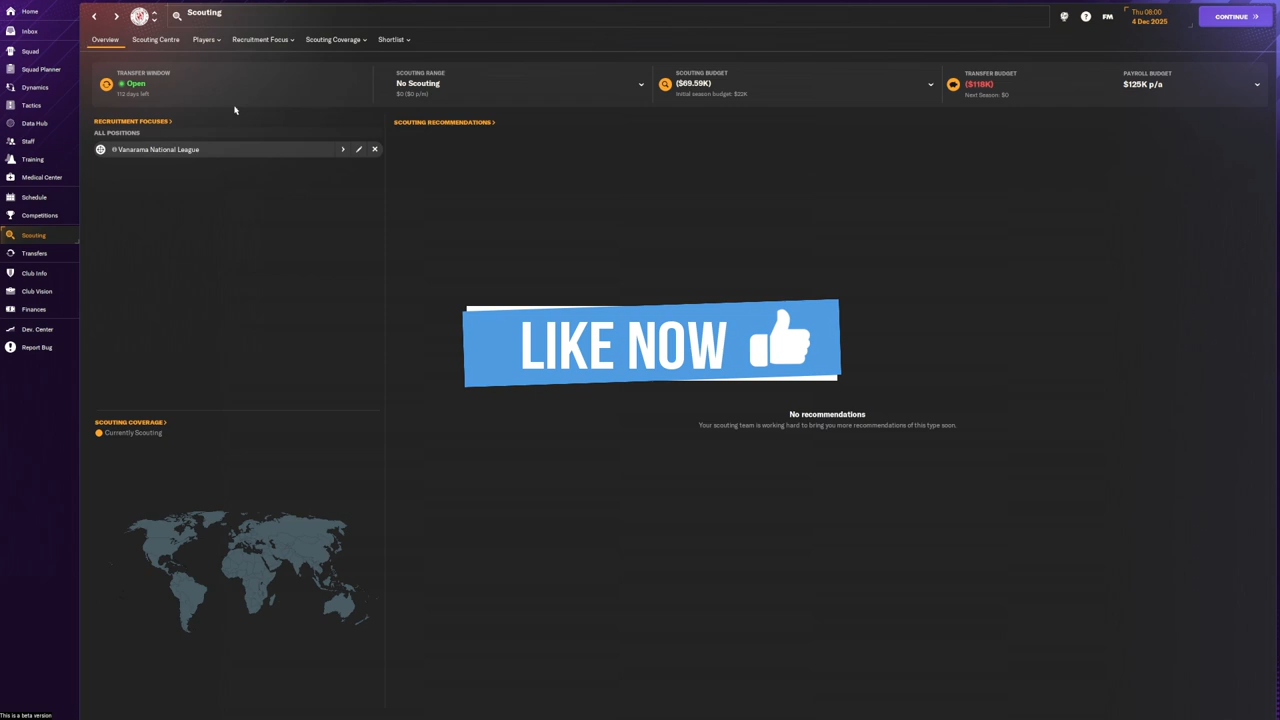 Home
Inbox
Squad
Squad Planner
Dynamics
Tactics
Data Hub
Staff
Training
Medical Center
Schedule
Competitions
Scouting
Transfers
Club Info
Club Vision
Finances
Dev. Center
Report Bug
This is a beta version
Scouting
FM
Thu 08:00
4 Dec 2025
CONTINUE
Overview
Scouting Centre
Players
Recruitment Focus
Scouting Coverage
Shortlist
TRANSFER WINDOW
Open
112 days left
SCOUTING RANGE
No Scouting
$0 ($0 p/m)
SCOUTING BUDGET
($69.59K)
Initial season budget: $22K
TRANSFER BUDGET
($118K)
Next Season: $0
PAYROLL BUDGET
$125K p/a
RECRUITMENT FOCUSES >
ALL POSITIONS
Vanarama National League
SCOUTING RECOMMENDATIONS >
LIKE NOW
No recommendations
Your scouting team is working hard to bring you more recommendations of this type soon.
SCOUTING COVERAGE >
Currently Scouting